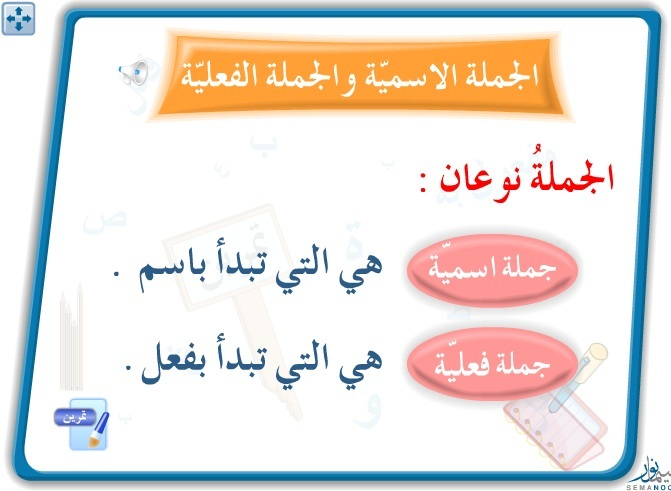 الجملة الاسميّة والجملة الفعليّة
الجملةُ نوعان :
جملة اسميّة هي التي تبدأ باسم .
جملة فعليّة هي التي تبدأ بفعل .
تمرين